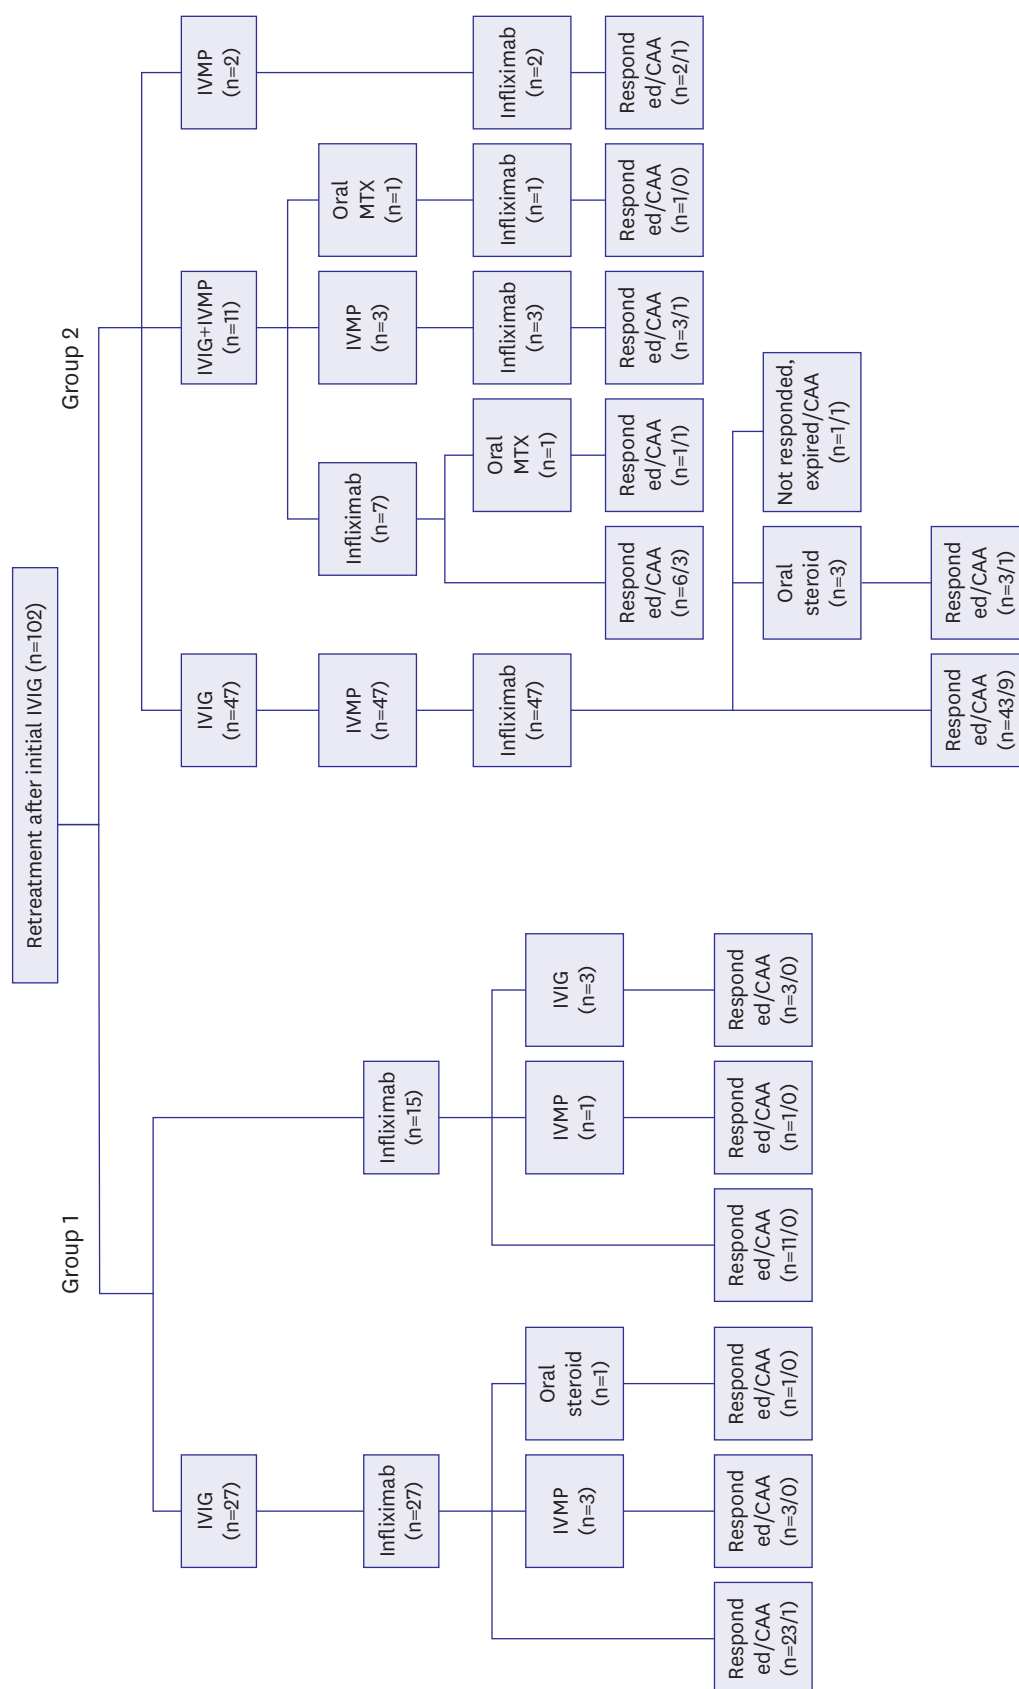 Retreatment after initial IVIG (n=102)
Group 1
Group 2
IVIG
(n=27)
Infliximab
(n=27)
IVMP
(n=3)
Oral
steroid
(n=1)
Respond
ed/CAA
(n=23/1)
Respond
ed/CAA
(n=3/0)
Respond
ed/CAA
(n=1/0)
Infliximab
(n=15)
IVMP
(n=1)
IVIG
(n=3)
Respond
ed/CAA
(n=11/0)
Respond
ed/CAA
(n=1/0)
Respond
ed/CAA
(n=3/0)
IVIG
(n=47)
IVIG+IVMP
(n=11)
IVMP
(n=2)
IVMP
(n=47)
Infliximab
(n=7)
IVMP
(n=3)
Oral
MTX
(n=1)
Infliximab
(n=47)
Oral
MTX
(n=1)
Infliximab
(n=3)
Infliximab
(n=1)
Infliximab
(n=2)
Respond
ed/CAA
(n=6/3)
Respond
ed/CAA
(n=1/1)
Respond
ed/CAA
(n=3/1)
Respond
ed/CAA
(n=1/0)
Respond
ed/CAA
(n=2/1)
Oral
steroid
(n=3)
Not responded,
expired/CAA
(n=1/1)
Respond
ed/CAA
(n=43/9)
Respond
ed/CAA
(n=3/1)